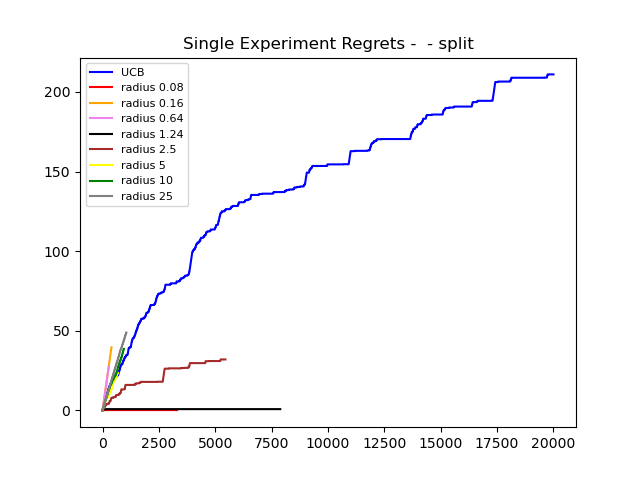 Single Experiment Regrets -  - split
UCB
radius 0.08
radius 0.16
radius 0.64
radius 1.24
radius 2.5
radius 5
radius 10
radius 25
200
150
100
50
0
0 2500 5000 7500 10000 12500 15000 17500 20000